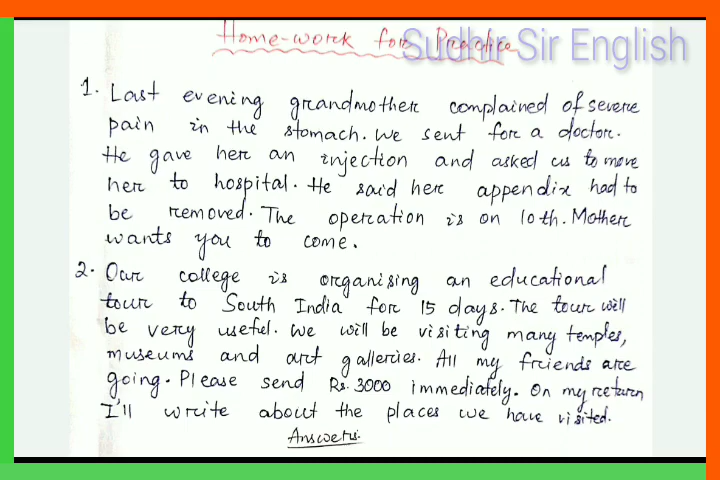 Home-work for Practice
Sudhir Sir English
1. Last evening grandmother complained of severe
pain in the stomach. We sent for a doctor.
He gave her an injection and asked us to move
her to hospital. He said her appendix had to
be removed. The operation is on 10th. Mother
wants you to come.
2. Our college is organising an educational
tour to South India for 15 days. The tour will
be very useful. We will be visiting many temples,
museums and art galleries. All my friends are
going. Please send Rs. 3000 immediately. On my return
I'll write about the places we have visited.
Answers: